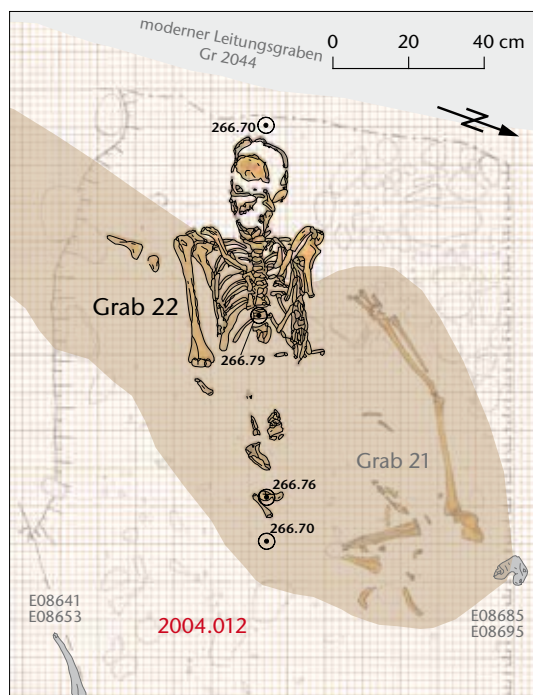 moderner Leitungsgraben
Gr 2044
0 20 40 cm
266.70
Grab 22
266.79
Grab 21
266.76
266.70
E08641
E08653
2004.012
E08685
E08695